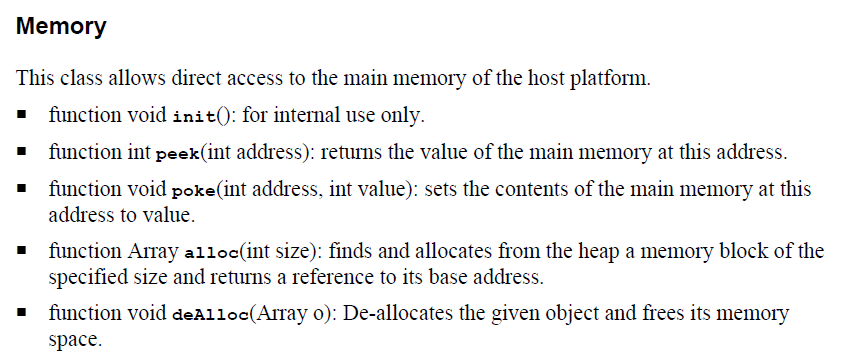 Memory
This class allows direct access to the main memory of the host platform.
▪ function void init(): for internal use only.
▪ function int peek(int address): returns the value of the main memory at this address.
▪ function void poke(int address, int value): sets the contents of the main memory at this
address to value.
▪ function Array alloc(int size): finds and allocates from the heap a memory block of the
specified size and returns a reference to its base address.
▪ function void deAlloc(Array o): De-allocates the given object and frees its memory
space.